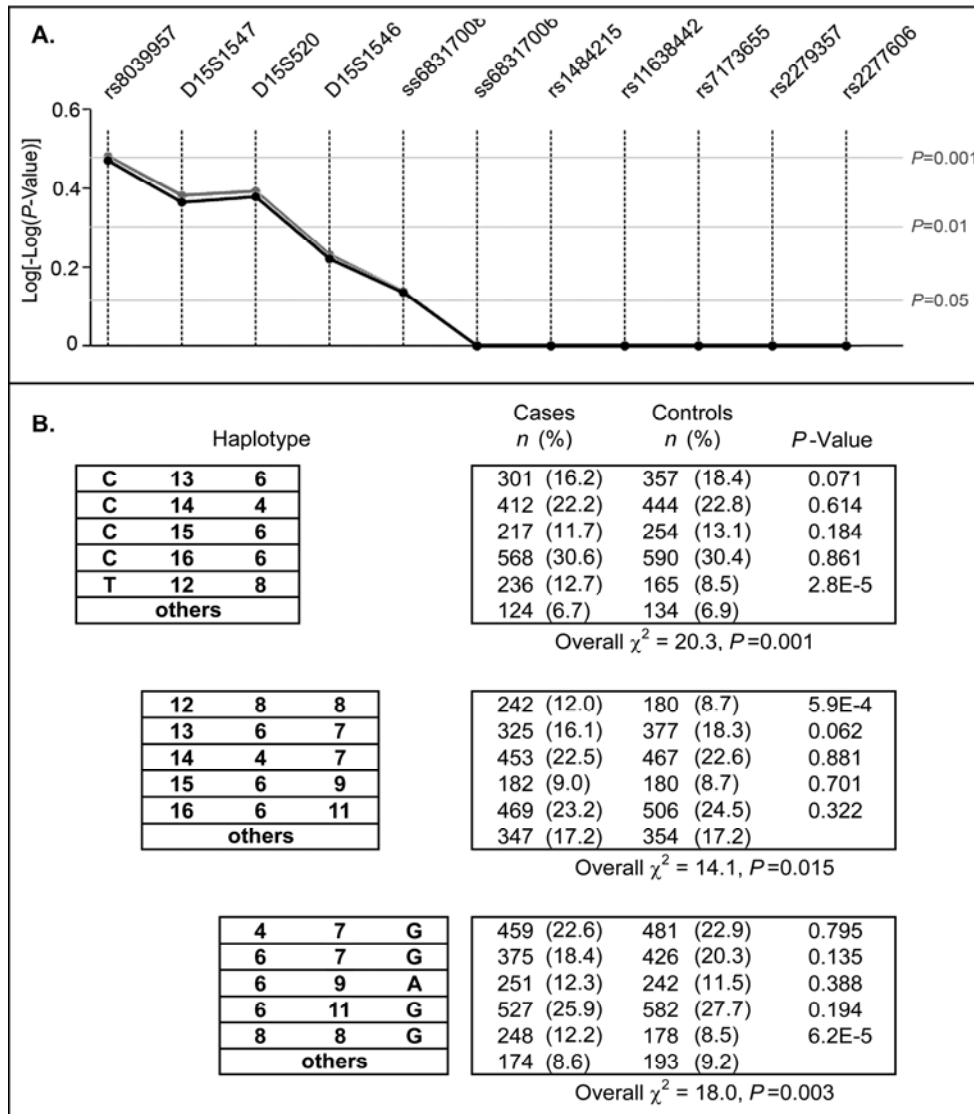 A.
rs8039957
D15S1547
D15S520
D15S1546
ss68317008
ss68317006
rs1484215
rs11638442
rs7173655
rs2279357
rs2277606
Log[-Log(P-Value)]
0.6
0.4
0.2
0
P=0.001
P=0.01
P=0.05
B.
Haplotype
Cases
n (%)
Controls
n (%)
P-Value
C 13 6 301 (16.2) 357 (18.4) 0.071
C 14 4 412 (22.2) 444 (22.8) 0.614
C 15 6 217 (11.7) 254 (13.1) 0.184
C 16 6 568 (30.6) 590 (30.4) 0.861
T 12 8 236 (12.7) 165 (8.5) 2.8E-5
others 124 (6.7) 134 (6.9)
Overall χ² = 20.3, P=0.001
12 8 8 242 (12.0) 180 (8.7) 5.9E-4
13 6 7 325 (16.1) 377 (18.3) 0.062
14 4 7 453 (22.5) 467 (22.6) 0.881
15 6 9 182 (9.0) 180 (8.7) 0.701
16 6 11 469 (23.2) 506 (24.5) 0.322
others 347 (17.2) 354 (17.2)
Overall χ² = 14.1, P=0.015
4 7 G 459 (22.6) 481 (22.9) 0.795
6 7 G 375 (18.4) 426 (20.3) 0.135
6 9 A 251 (12.3) 242 (11.5) 0.388
6 11 G 527 (25.9) 582 (27.7) 0.194
8 8 G 248 (12.2) 178 (8.5) 6.2E-5
others 174 (8.6) 193 (9.2)
Overall χ² = 18.0, P=0.003